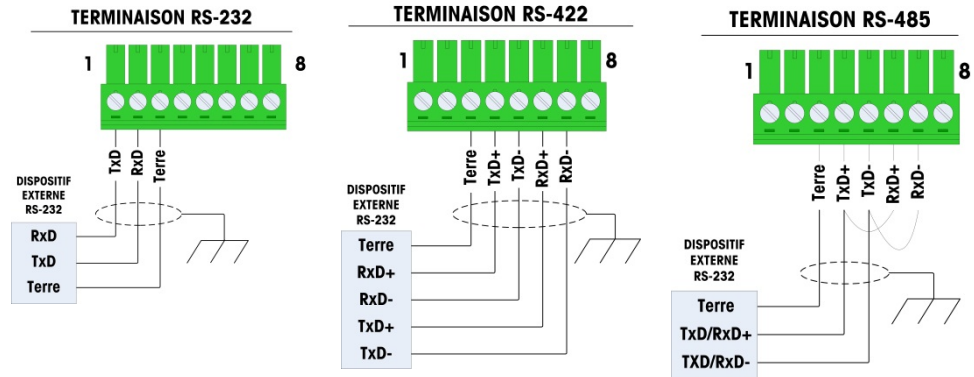 TERMINAISON RS-232
1
8
TxD
RxD
Terre
DISPOSITIF
EXTERNE
RS-232
RxD
TxD
Terre
TERMINAISON RS-422
1
8
Terre
TxD+
TxD-
RxD+
RxD-
DISPOSITIF
EXTERNE
RS-232
Terre
RxD+
RxD-
TxD+
TxD-
TERMINAISON RS-485
1
8
Terre
TxD+
TxD-
RxD+
RxD-
DISPOSITIF
EXTERNE
RS-232
Terre
TxD/RxD+
TXD/RxD-